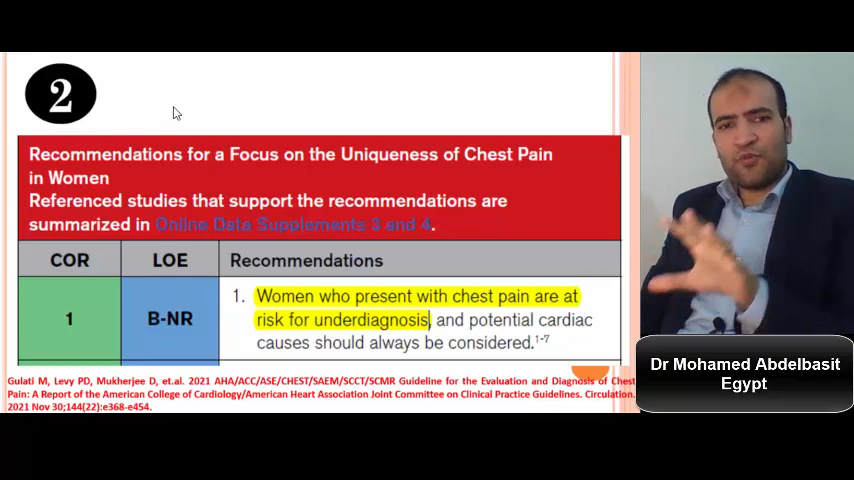 2
Recommendations for a Focus on the Uniqueness of Chest Pain
in Women
Referenced studies that support the recommendations are
summarized in Online Data Supplements 3 and 4.
COR LOE Recommendations
1 B-NR
1. Women who present with chest pain are at
risk for underdiagnosis, and potential cardiac
causes should always be considered.1-7
Gulati M, Levy PD, Mukherjee D, et.al. 2021 AHA/ACC/ASE/CHEST/SAEM/SCCT/SCMR Guideline for the Evaluation and Diagnosis of Chest
Pain: A Report of the American College of Cardiology/American Heart Association Joint Committee on Clinical Practice Guidelines. Circulation.
2021 Nov 30;144(22):e368-e454.
Dr Mohamed Abdelbasit
Egypt